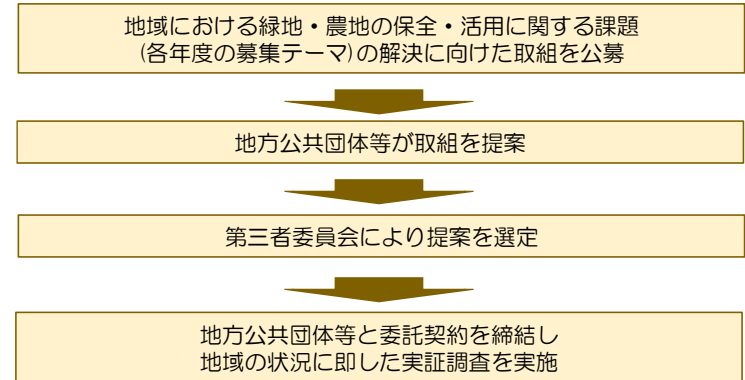 地域における緑地・農地の保全・活用に関する課題
(各年度の募集テーマ)の解決に向けた取組を公募
地方公共団体等が取組を提案
第三者委員会により提案を選定
地方公共団体等と委託契約を締結し
地域の状況に即した実証調査を実施